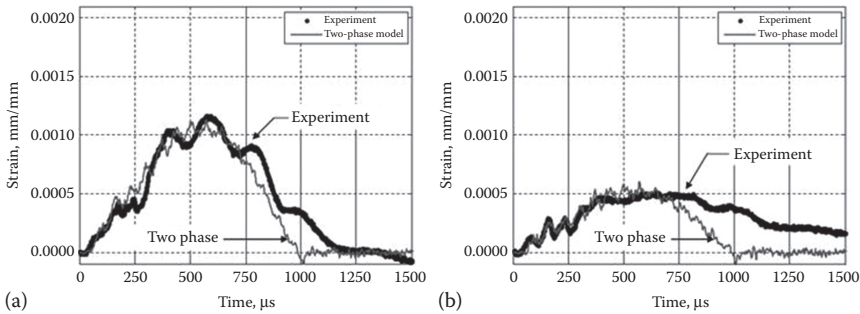 0.0020
0.0015
0.0010
0.0005
0.0000
Strain, mm/mm
Experiment
Two-phase model
Experiment
Two phase
0 250 500 750 1000 1250 1500
Time, μs
(a)
0.0020
0.0015
0.0010
0.0005
0.0000
Strain, mm/mm
Experiment
Two-phase model
Experiment
Two phase
0 250 500 750 1000 1250 1500
Time, μs
(b)